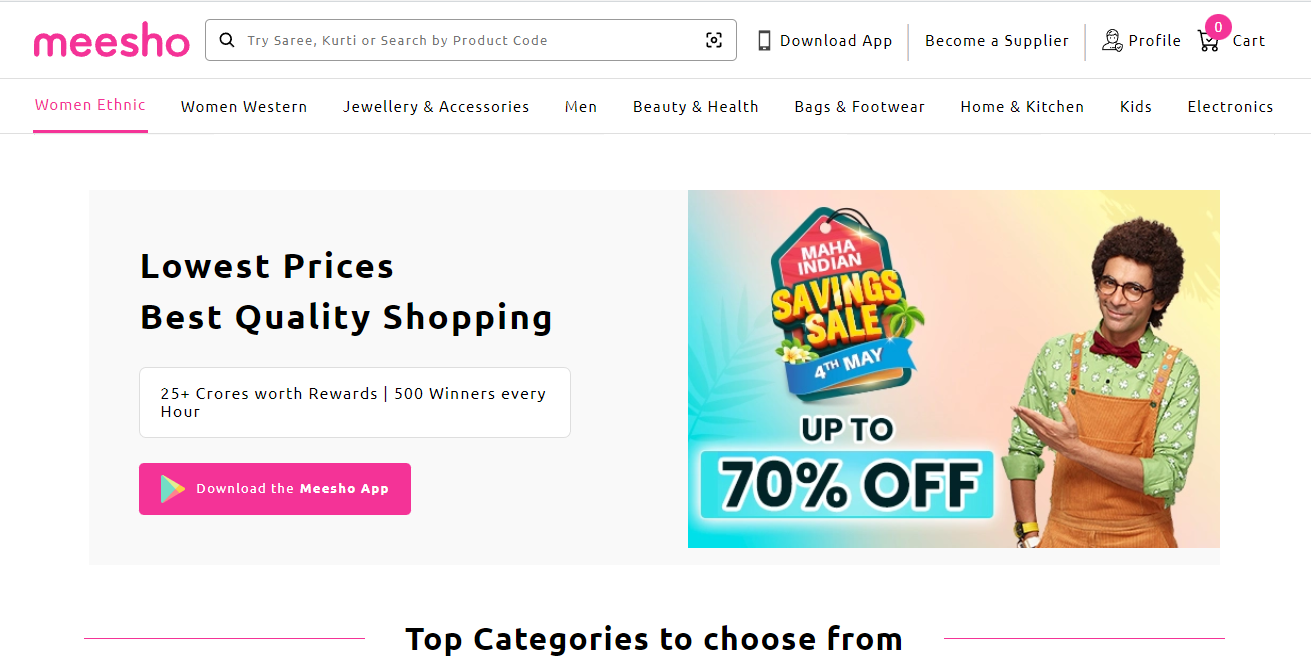 meesho
Try Saree, Kurti or Search by Product Code
Download App
Become a Supplier
Profile
0
Cart
Women Ethnic
Women Western
Jewellery & Accessories
Men
Beauty & Health
Bags & Footwear
Home & Kitchen
Kids
Electronics
Lowest Prices
Best Quality Shopping
25+ Crores worth Rewards | 500 Winners every
Hour
Download the Meesho App
MAHA
INDIAN
SAVINGS
SALE
4TH MAY
UP TO
70% OFF
Top Categories to choose from